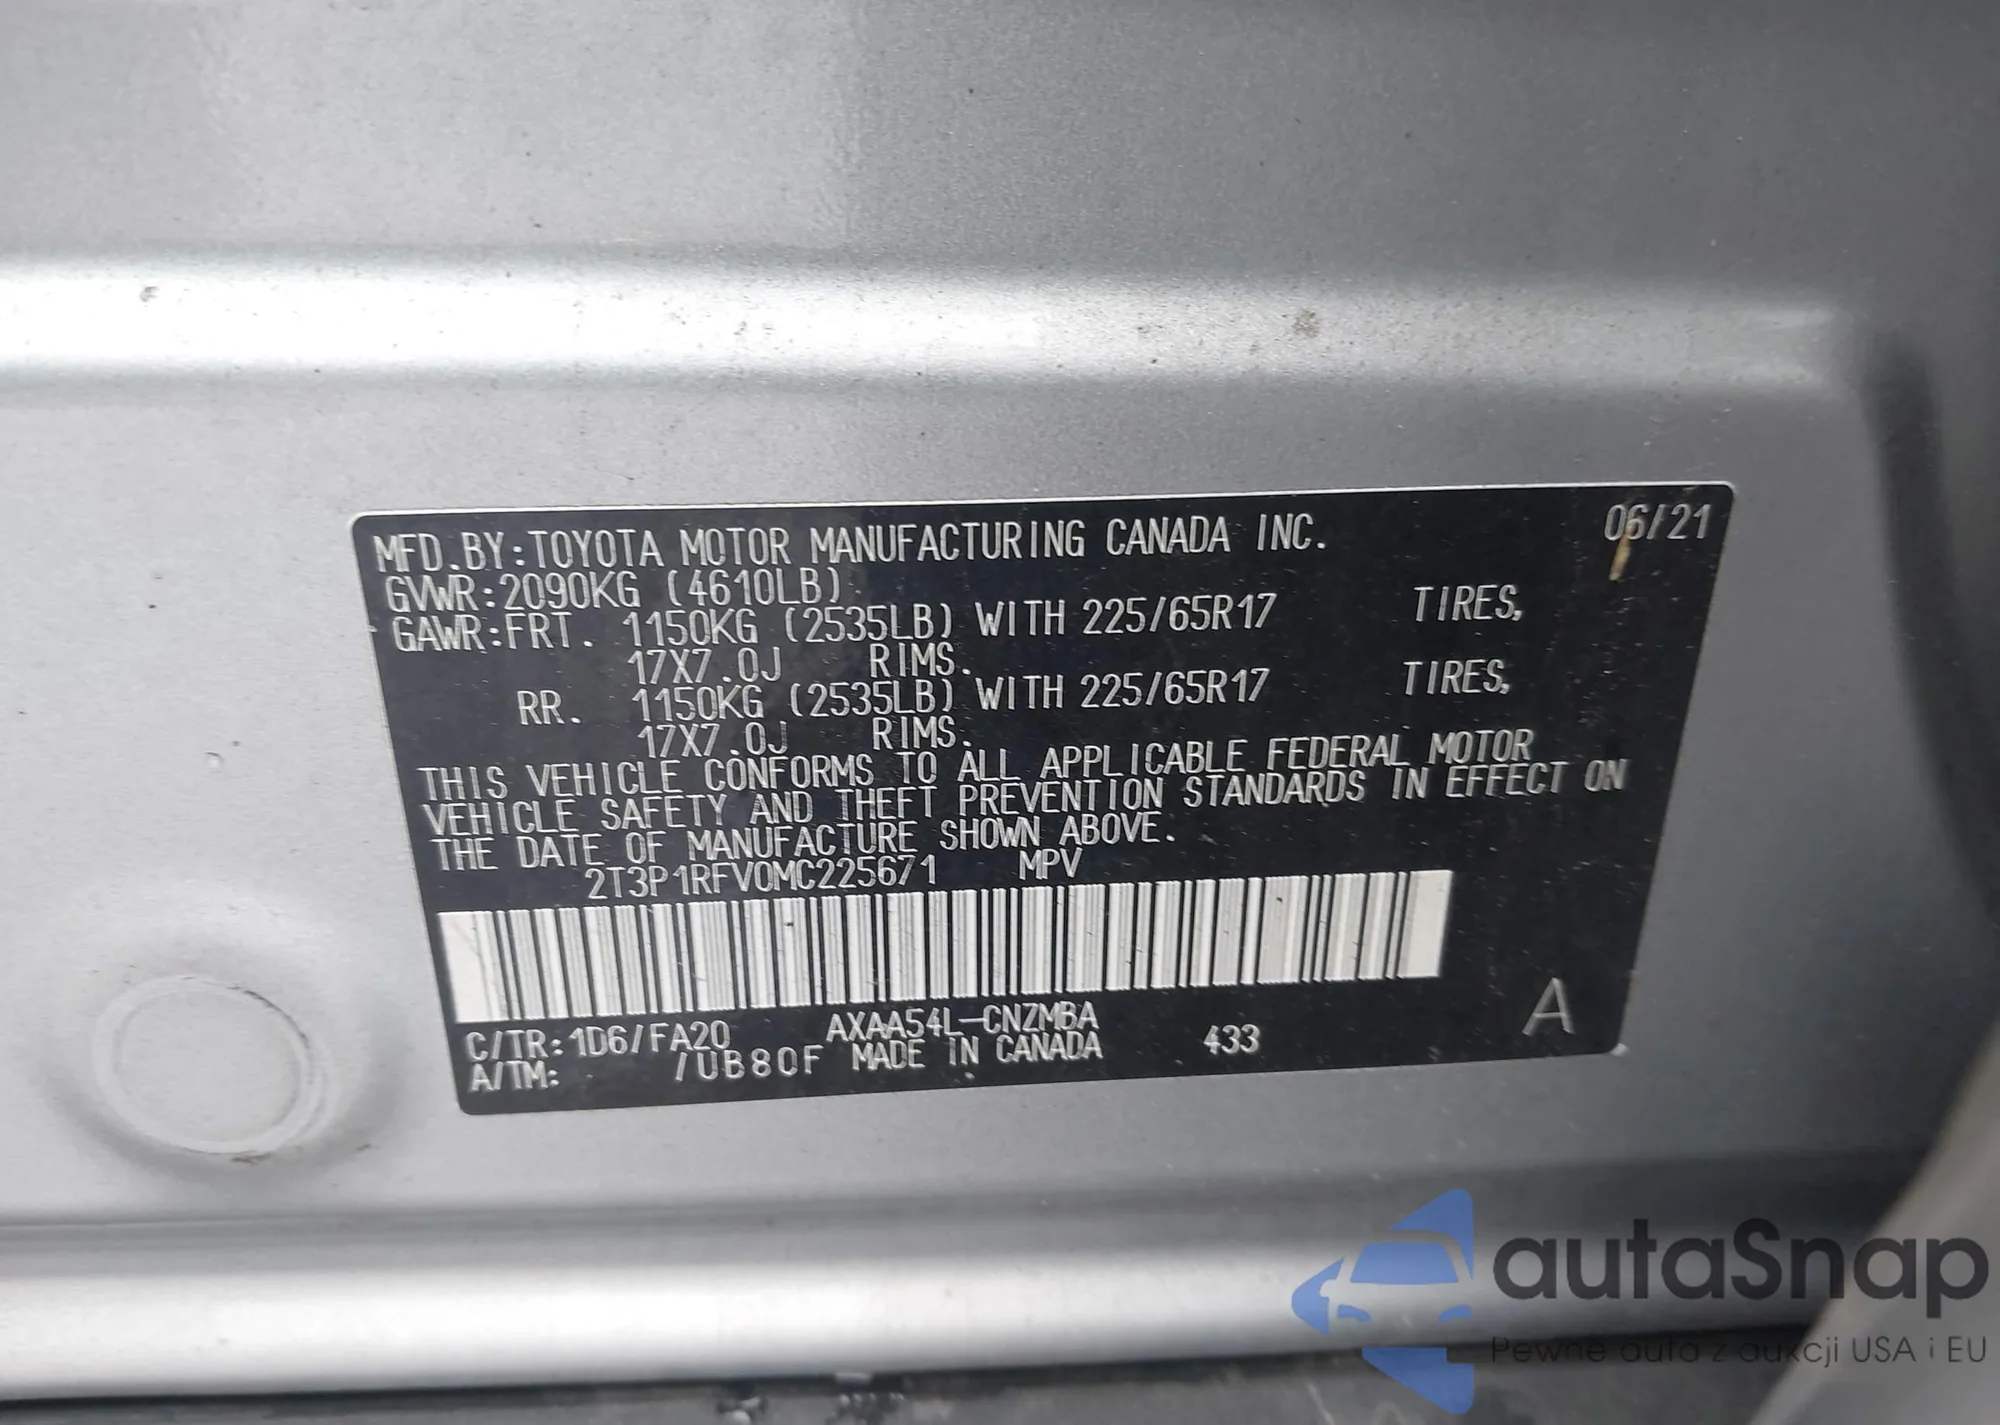 MFD.BY:TOYOTA MOTOR MANUFACTURING CANADA INC. 06/21
GVWR:2090KG (4610LB)
GAWR:FRT. 1150KG (2535LB) WITH 225/65R17 TIRES,
17X7.0J RIMS.
RR. 1150KG (2535LB) WITH 225/65R17 TIRES,
17X7.0J RIMS.
THIS VEHICLE CONFORMS TO ALL APPLICABLE FEDERAL MOTOR
VEHICLE SAFETY AND THEFT PREVENTION STANDARDS IN EFFECT ON
THE DATE OF MANUFACTURE SHOWN ABOVE.
2T3P1RFV0MC225671 MPV
C/TR:1D6/FA20 AXAA54L-CNZMBA 433 A
A/TM: /UB80F MADE IN CANADA
autaSnap
Pewne auta z aukcji USA i EU